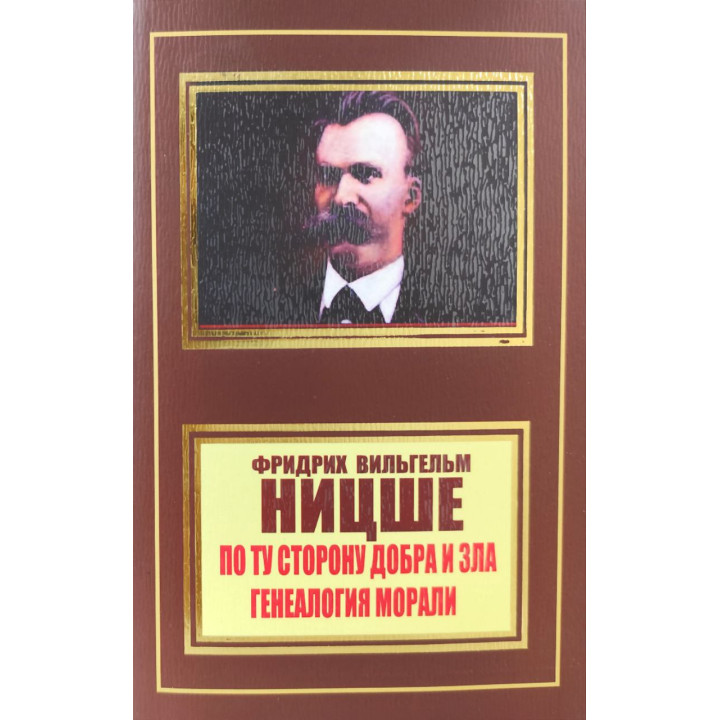 ФРИДРИХ ВИЛЬГЕЛЬМ
НИЦШЕ
ПО ТУ СТОРОНУ ДОБРА И ЗЛА
ГЕНЕАЛОГИЯ МОРАЛИ